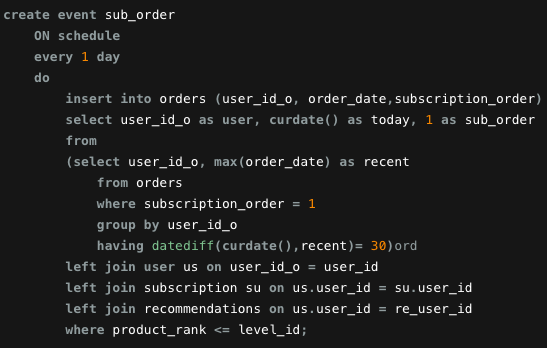 create event sub_order
ON schedule
every 1 day
do
insert into orders (user_id_o, order_date,subscription_order)
select user_id_o as user, curdate() as today, 1 as sub_order
from
(select user_id_o, max(order_date) as recent
from orders
where subscription_order = 1
group by user_id_o
having datediff(curdate(),recent)= 30)ord
left join user us on user_id_o = user_id
left join subscription su on us.user_id = su.user_id
left join recommendations on us.user_id = re_user_id
where product_rank <= level_id;